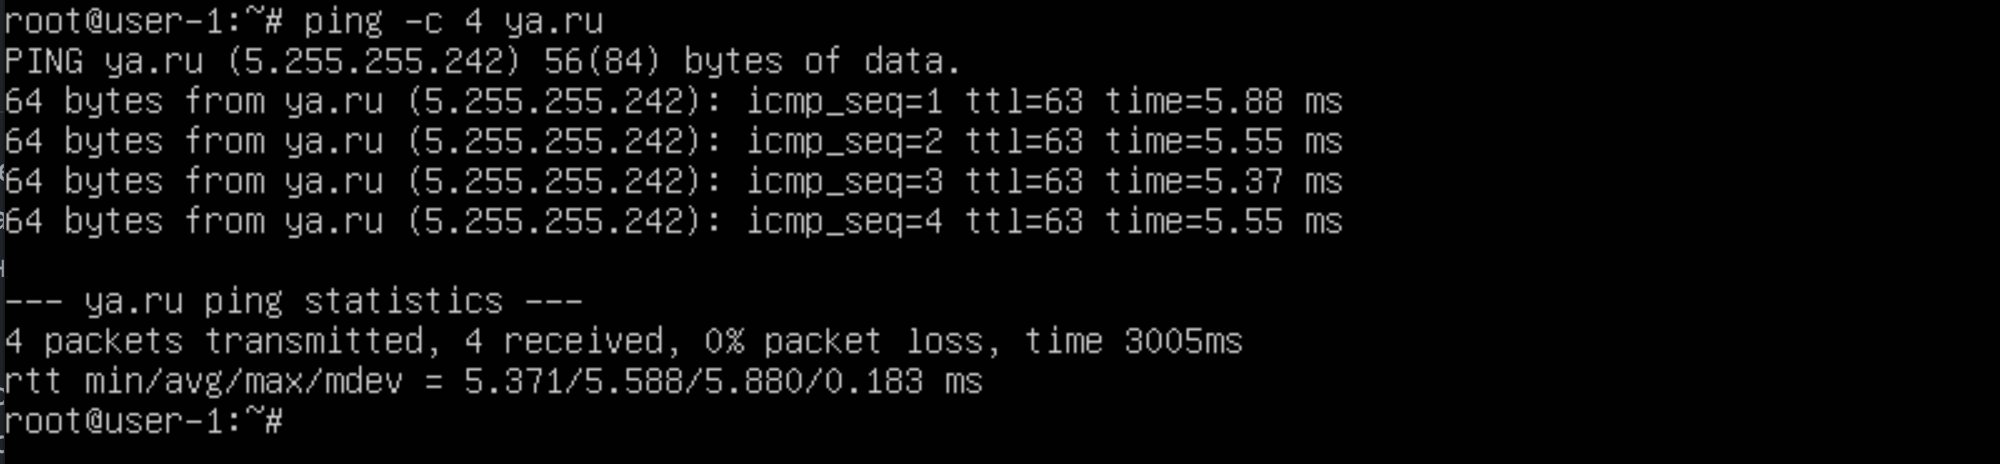 root@user-1:~# ping -c 4 ya.ru
PING ya.ru (5.255.255.242) 56(84) bytes of data.
64 bytes from ya.ru (5.255.255.242): icmp_seq=1 ttl=63 time=5.88 ms
64 bytes from ya.ru (5.255.255.242): icmp_seq=2 ttl=63 time=5.55 ms
64 bytes from ya.ru (5.255.255.242): icmp_seq=3 ttl=63 time=5.37 ms
64 bytes from ya.ru (5.255.255.242): icmp_seq=4 ttl=63 time=5.55 ms
--- ya.ru ping statistics ---
4 packets transmitted, 4 received, 0% packet loss, time 3005ms
rtt min/avg/max/mdev = 5.371/5.588/5.880/0.183 ms
root@user-1:~#